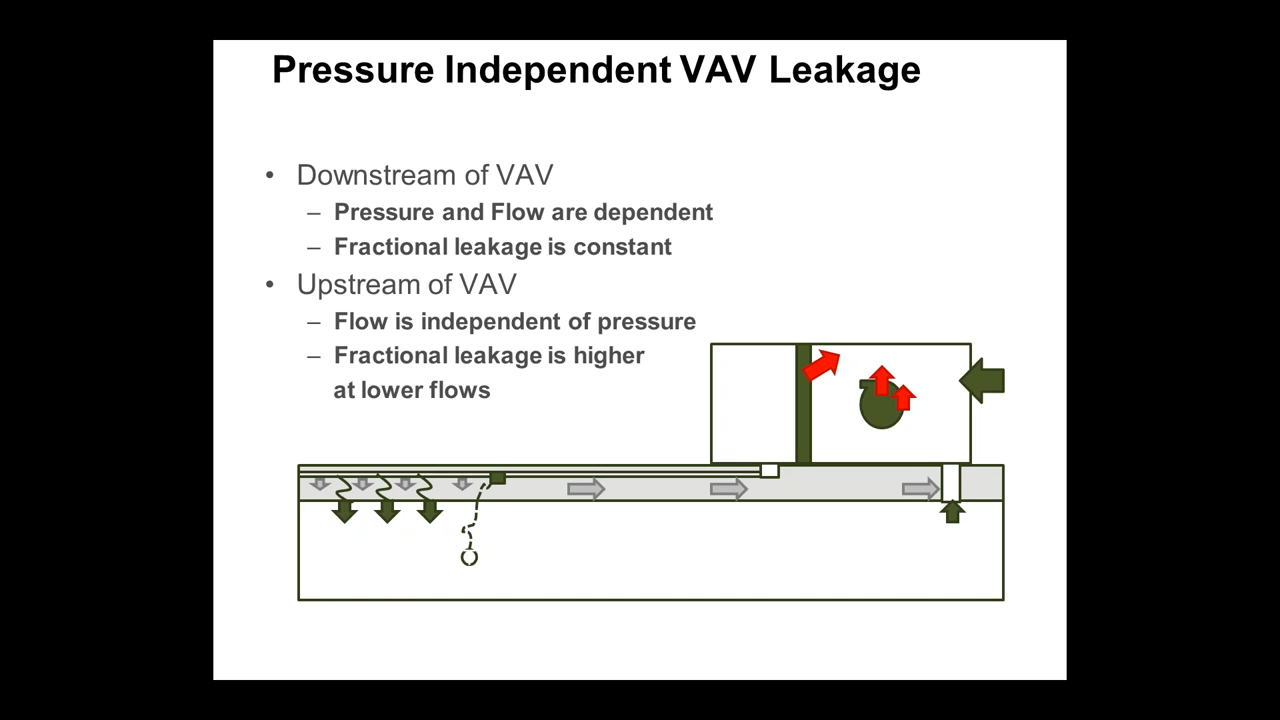 Pressure Independent VAV Leakage
• Downstream of VAV
– Pressure and Flow are dependent
– Fractional leakage is constant
• Upstream of VAV
– Flow is independent of pressure
– Fractional leakage is higher
at lower flows